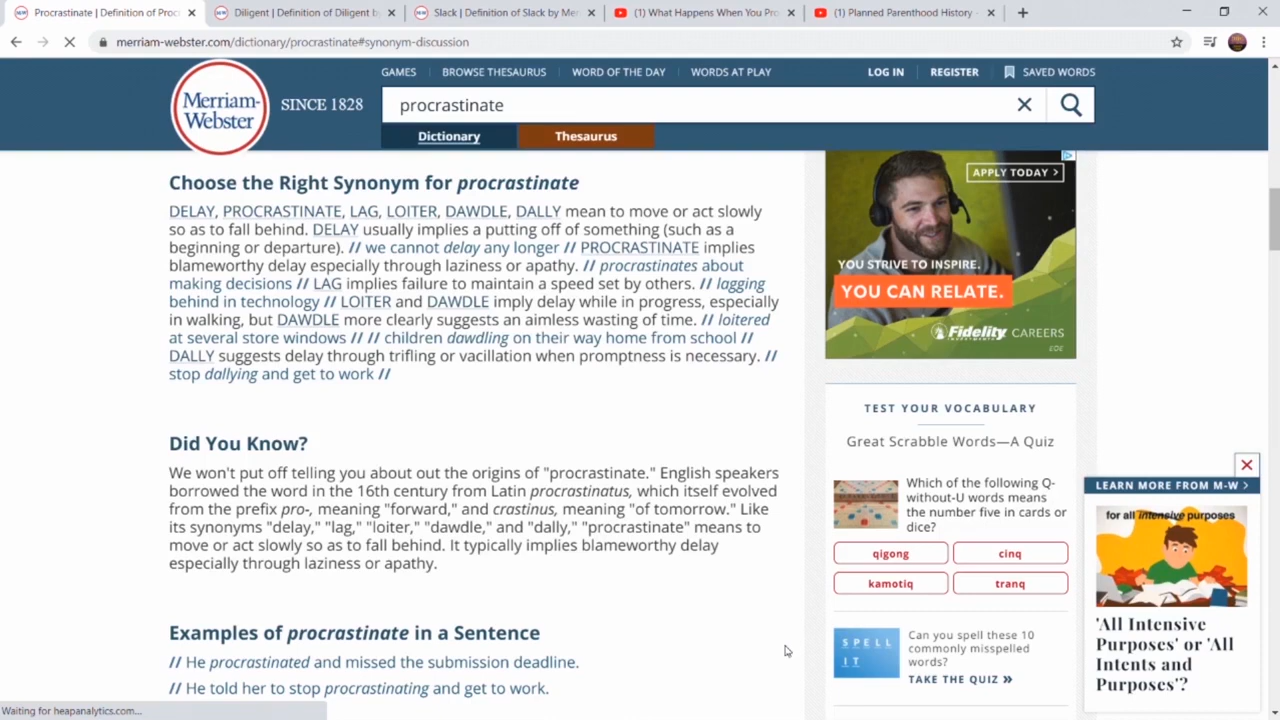 Procrastinate | Definition of Proc
Diligent | Definition of Diligent by
Slack | Definition of Slack by Mer
(1) What Happens When You Pro
(1) Planned Parenthood History -
merriam-webster.com/dictionary/procrastinate#synonym-discussion
GAMES BROWSE THESAURUS WORD OF THE DAY WORDS AT PLAY LOG IN REGISTER SAVED WORDS
Merriam-
Webster
SINCE 1828
procrastinate
Dictionary Thesaurus
Choose the Right Synonym for procrastinate
DELAY, PROCRASTINATE, LAG, LOITER, DAWDLE, DALLY mean to move or act slowly
so as to fall behind. DELAY usually implies a putting off of something (such as a
beginning or departure). // we cannot delay any longer // PROCRASTINATE implies
blameworthy delay especially through laziness or apathy. // procrastinates about
making decisions // LAG implies failure to maintain a speed set by others. // lagging
behind in technology // LOITER and DAWDLE imply delay while in progress, especially
in walking, but DAWDLE more clearly suggests an aimless wasting of time. // loitered
at several store windows // // children dawdling on their way home from school //
DALLY suggests delay through trifling or vacillation when promptness is necessary. //
stop dallying and get to work //
Did You Know?
We won't put off telling you about out the origins of "procrastinate." English speakers
borrowed the word in the 16th century from Latin procrastinatus, which itself evolved
from the prefix pro-, meaning "forward," and crastinus, meaning "of tomorrow." Like
its synonyms "delay," "lag," "loiter," "dawdle," and "dally," "procrastinate" means to
move or act slowly so as to fall behind. It typically implies blameworthy delay
especially through laziness or apathy.
Examples of procrastinate in a Sentence
// He procrastinated and missed the submission deadline.
// He told her to stop procrastinating and get to work.
APPLY TODAY >
YOU STRIVE TO INSPIRE.
YOU CAN RELATE.
Fidelity CAREERS
INVESTMENTS
TEST YOUR VOCABULARY
Great Scrabble Words—A Quiz
Which of the following Q-
without-U words means
the number five in cards or
dice?
qigong cinq
kamotiq tranq
SPELL
IT
Can you spell these 10
commonly misspelled
words?
TAKE THE QUIZ »
LEARN MORE FROM M-W >
for all intensive purposes
'All Intensive
Purposes' or 'All
Intents and
Purposes'?
Waiting for heapanalytics.com...